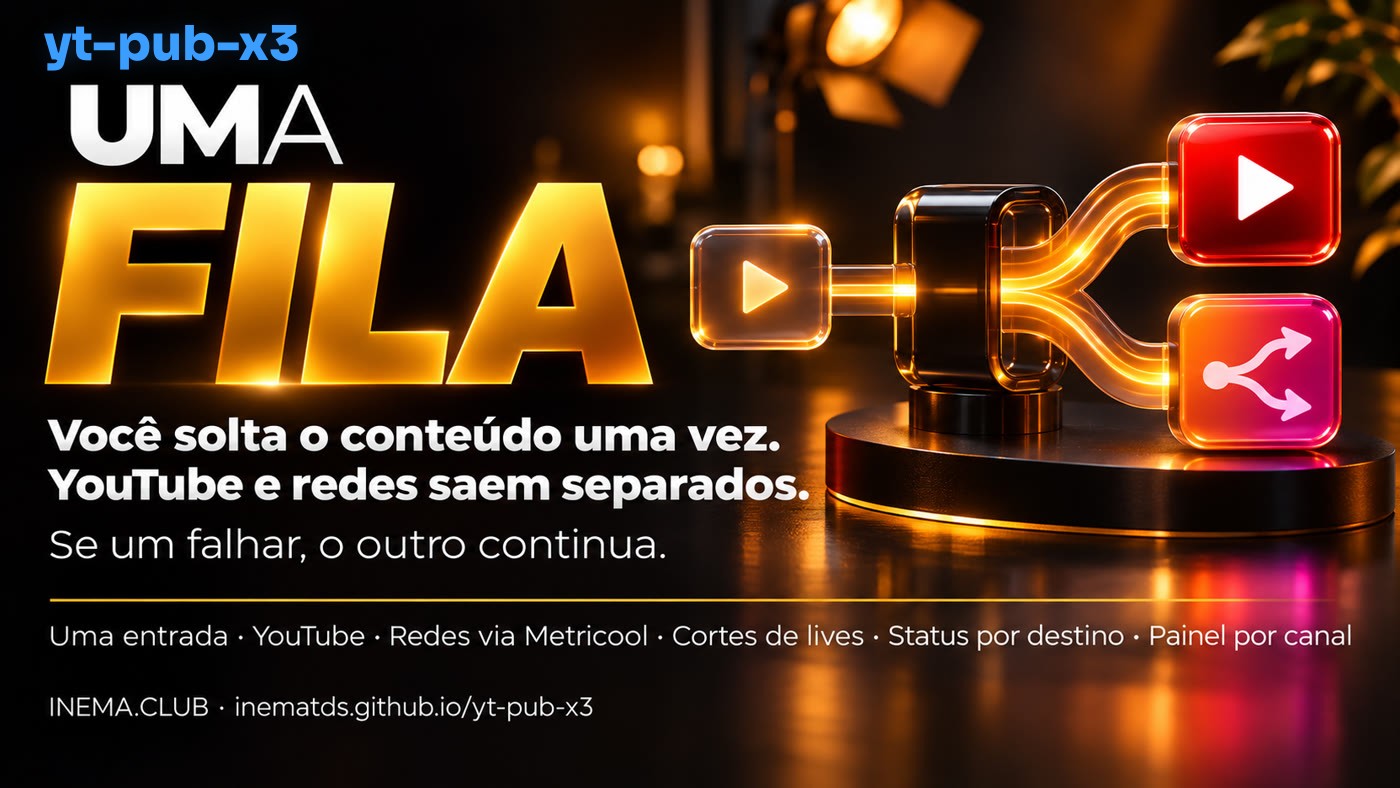 yt-pub-x3
UMA
FILA
Você solta o conteúdo uma vez.
YouTube e redes saem separados.
Se um falhar, o outro continua.
Uma entrada · YouTube · Redes via Metricool · Cortes de lives · Status por destino · Painel por canal
INEMA.CLUB · inematds.github.io/yt-pub-x3